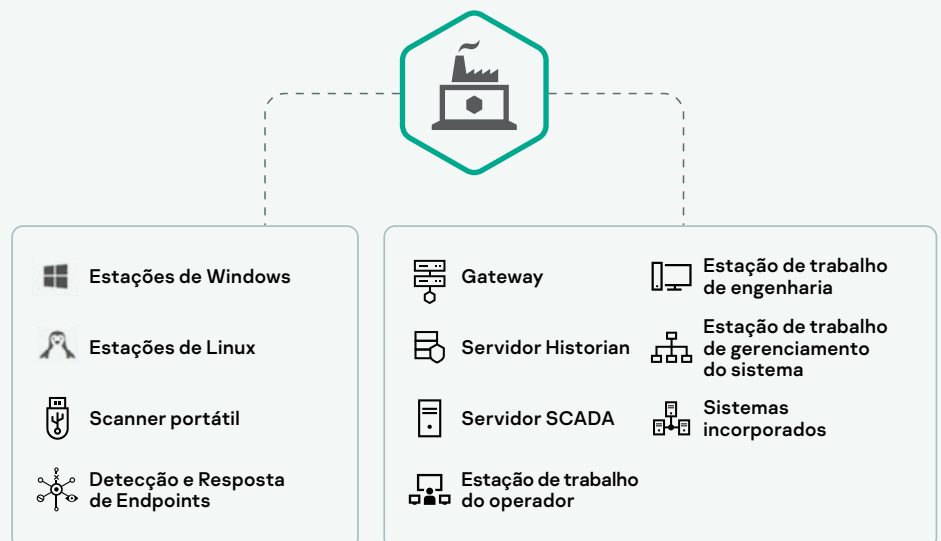 Estações de Windows
Estações de Linux
Scanner portátil
Detecção e Resposta
de Endpoints
Gateway
Servidor Historian
Servidor SCADA
Estação de trabalho
do operador
Estação de trabalho
de engenharia
Estação de trabalho
de gerenciamento
do sistema
Sistemas
incorporados